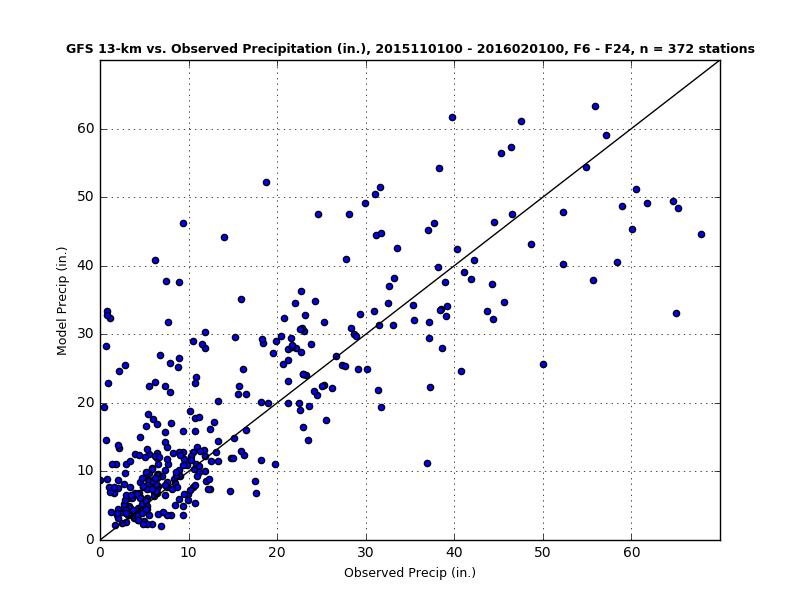 GFS 13-km vs. Observed Precipitation (in.), 2015110100 - 2016020100, F6 - F24, n = 372 stations
60
50
40
30
20
10
0
Model Precip (in.)
0 10 20 30 40 50 60
Observed Precip (in.)